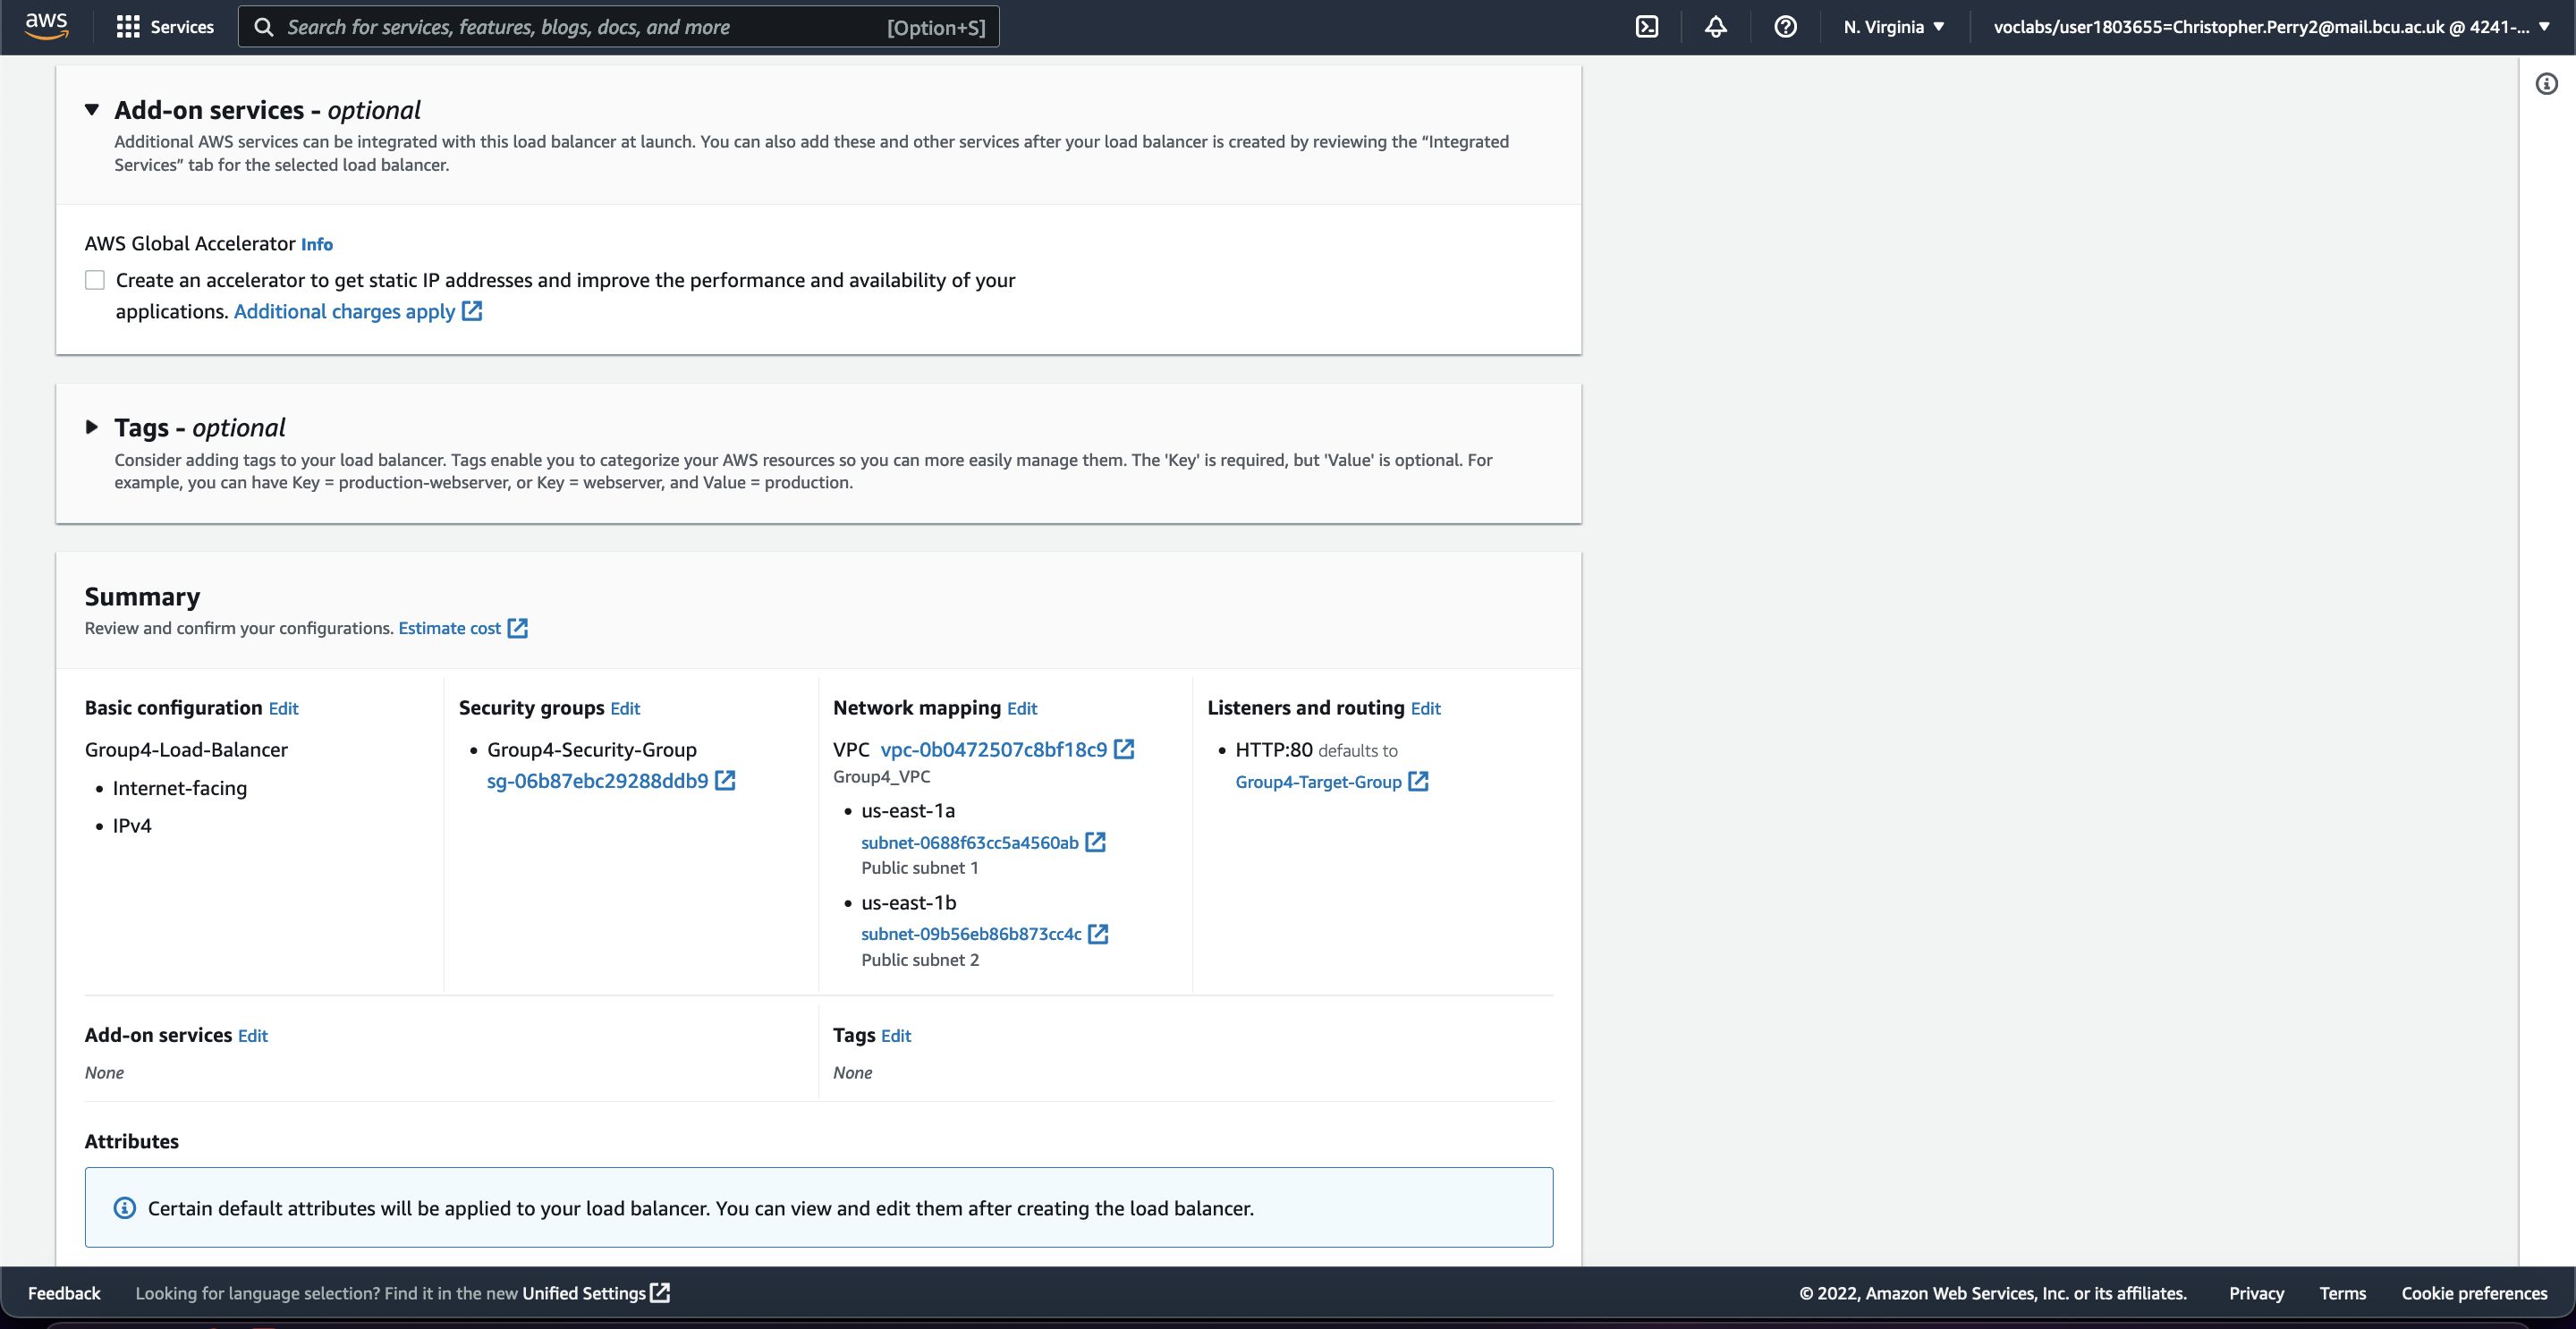 aws
Services
Search for services, features, blogs, docs, and more
[Option+S]
N. Virginia
voclabs/user1803655=Christopher.Perry2@mail.bcu.ac.uk @ 4241-...
Add-on services - optional
Additional AWS services can be integrated with this load balancer at launch. You can also add these and other services after your load balancer is created by reviewing the “Integrated
Services” tab for the selected load balancer.
AWS Global Accelerator Info
Create an accelerator to get static IP addresses and improve the performance and availability of your
applications. Additional charges apply
Tags - optional
Consider adding tags to your load balancer. Tags enable you to categorize your AWS resources so you can more easily manage them. The 'Key' is required, but 'Value' is optional. For
example, you can have Key = production-webserver, or Key = webserver, and Value = production.
Summary
Review and confirm your configurations. Estimate cost
Basic configuration Edit
Group4-Load-Balancer
• Internet-facing
• IPv4
Security groups Edit
• Group4-Security-Group
sg-06b87ebc29288ddb9
Network mapping Edit
VPC vpc-0b0472507c8bf18c9
Group4_VPC
• us-east-1a
subnet-0688f63cc5a4560ab
Public subnet 1
• us-east-1b
subnet-09b56eb86b873cc4c
Public subnet 2
Listeners and routing Edit
• HTTP:80 defaults to
Group4-Target-Group
Add-on services Edit
None
Tags Edit
None
Attributes
Certain default attributes will be applied to your load balancer. You can view and edit them after creating the load balancer.
Feedback
Looking for language selection? Find it in the new Unified Settings
© 2022, Amazon Web Services, Inc. or its affiliates.
Privacy
Terms
Cookie preferences